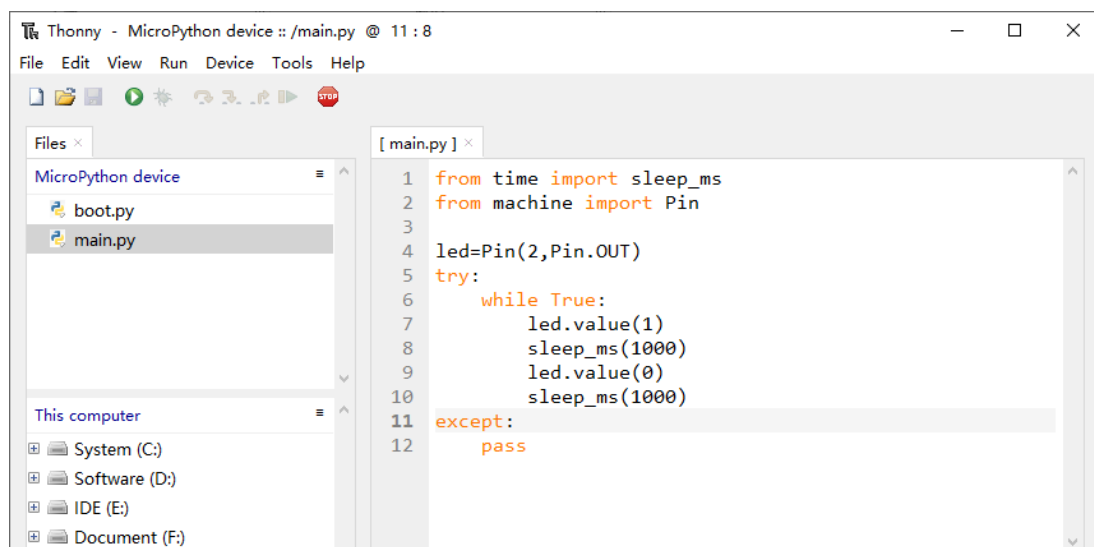 Thonny - MicroPython device :: /main.py @ 11 : 8
File Edit View Run Device Tools Help
STOP
Files
MicroPython device
boot.py
main.py
This computer
System (C:)
Software (D:)
IDE (E:)
Document (F:)
[ main.py ]
1 from time import sleep_ms
2 from machine import Pin
3
4 led=Pin(2,Pin.OUT)
5 try:
6     while True:
7         led.value(1)
8         sleep_ms(1000)
9         led.value(0)
10         sleep_ms(1000)
11 except:
12     pass